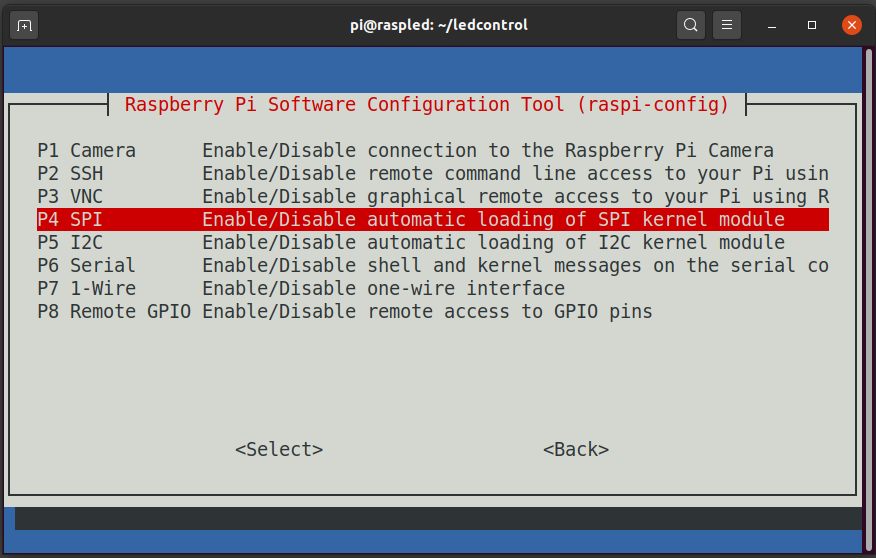 pi@raspled: ~/ledcontrol
Raspberry Pi Software Configuration Tool (raspi-config)
P1 Camera Enable/Disable connection to the Raspberry Pi Camera
P2 SSH Enable/Disable remote command line access to your Pi usin
P3 VNC Enable/Disable graphical remote access to your Pi using R
P4 SPI Enable/Disable automatic loading of SPI kernel module
P5 I2C Enable/Disable automatic loading of I2C kernel module
P6 Serial Enable/Disable shell and kernel messages on the serial co
P7 1-Wire Enable/Disable one-wire interface
P8 Remote GPIO Enable/Disable remote access to GPIO pins
<Select> <Back>